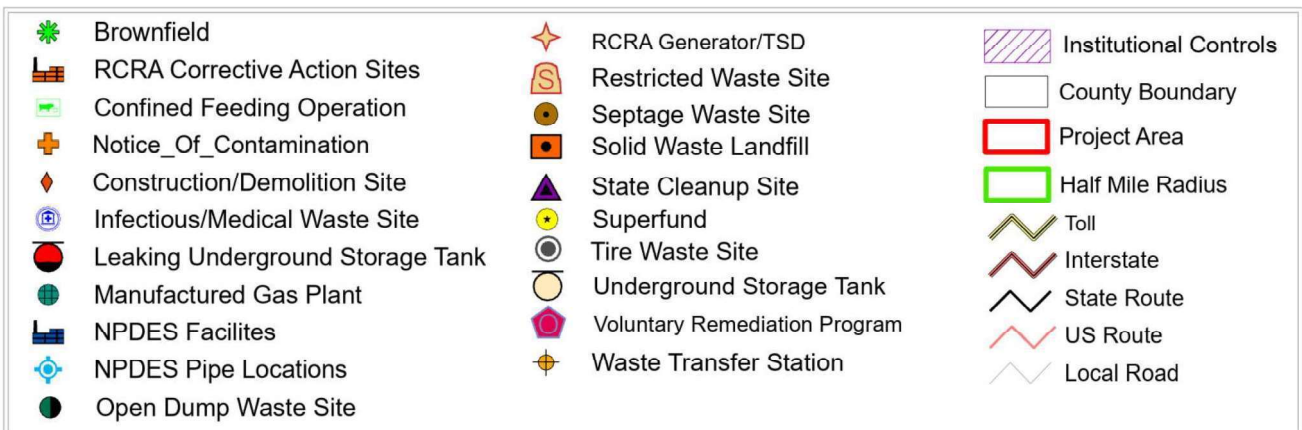 Brownfield
RCRA Corrective Action Sites
Confined Feeding Operation
Notice_Of_Contamination
Construction/Demolition Site
Infectious/Medical Waste Site
Leaking Underground Storage Tank
Manufactured Gas Plant
NPDES Facilites
NPDES Pipe Locations
Open Dump Waste Site
RCRA Generator/TSD
S
Restricted Waste Site
Septage Waste Site
Solid Waste Landfill
State Cleanup Site
Superfund
Tire Waste Site
Underground Storage Tank
Voluntary Remediation Program
Waste Transfer Station
Institutional Controls
County Boundary
Project Area
Half Mile Radius
Toll
Interstate
State Route
US Route
Local Road